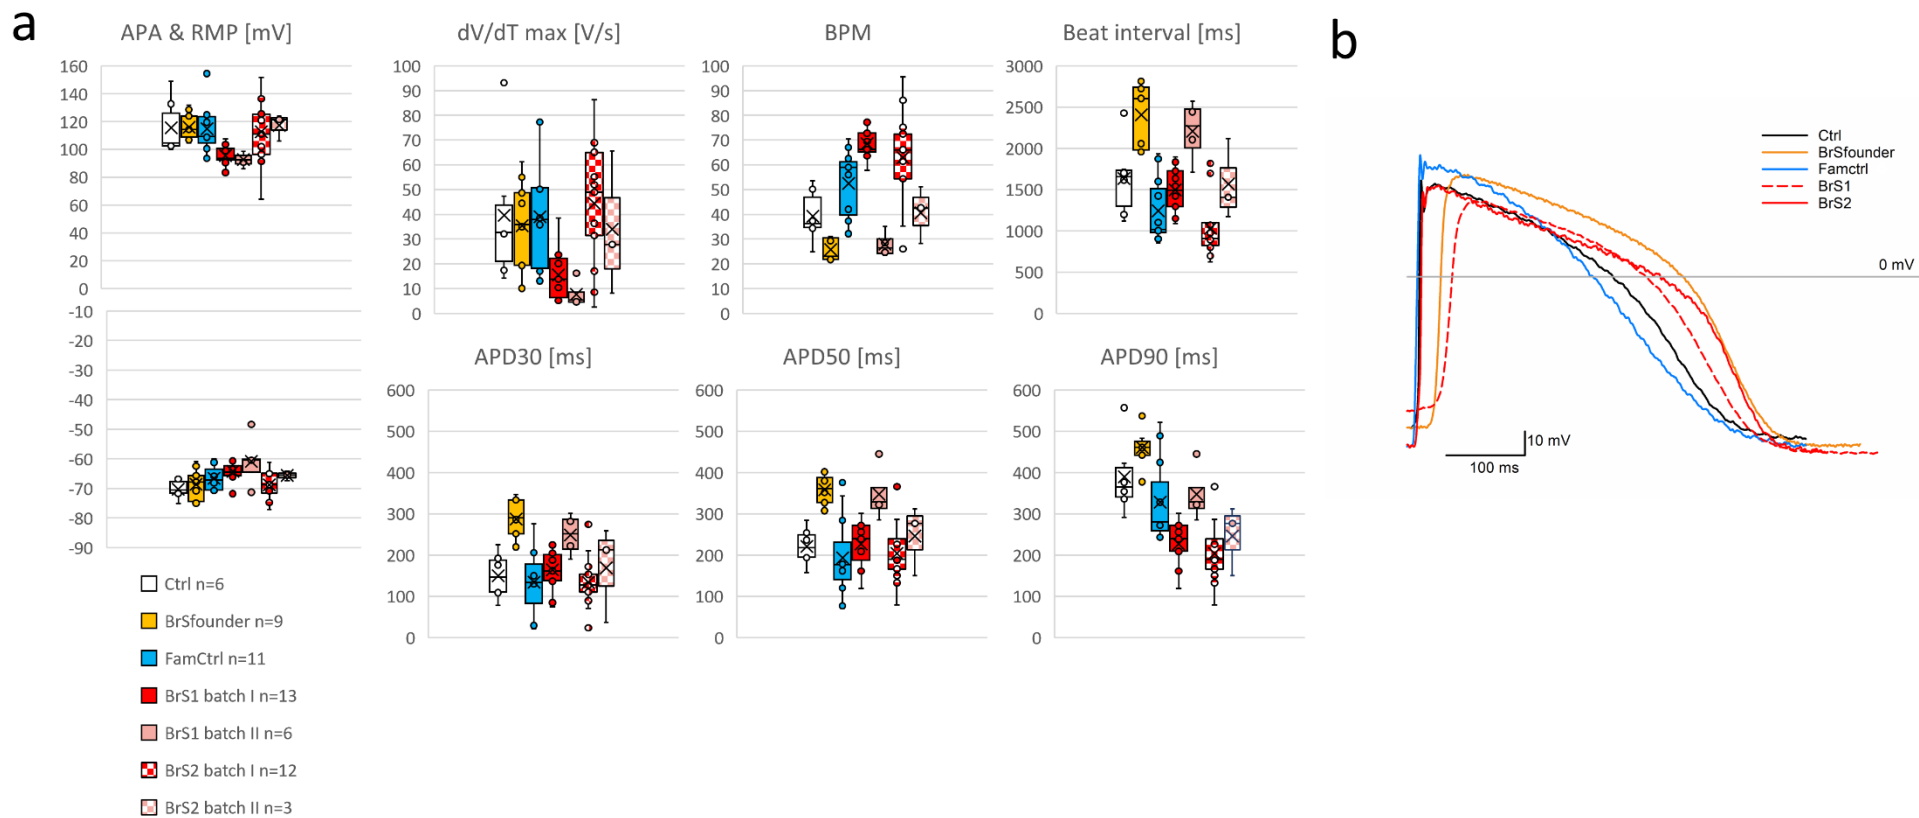 a
APA & RMP [mV]
160
140
120
100
80
60
40
20
0
-10
-20
-30
-40
-50
-60
-70
-80
-90
dV/dT max [V/s]
100
90
80
70
60
50
40
30
20
10
0
BPM
100
90
80
70
60
50
40
30
20
10
0
Beat interval [ms]
3000
2500
2000
1500
1000
500
0
APD30 [ms]
600
500
400
300
200
100
0
APD50 [ms]
600
500
400
300
200
100
0
APD90 [ms]
600
500
400
300
200
100
0
Ctrl n=6
BrSfounder n=9
FamCtrl n=11
BrS1 batch I n=13
BrS1 batch II n=6
BrS2 batch I n=12
BrS2 batch II n=3
b
Ctrl
BrSfounder
Famctrl
BrS1
BrS2
0 mV
10 mV
100 ms